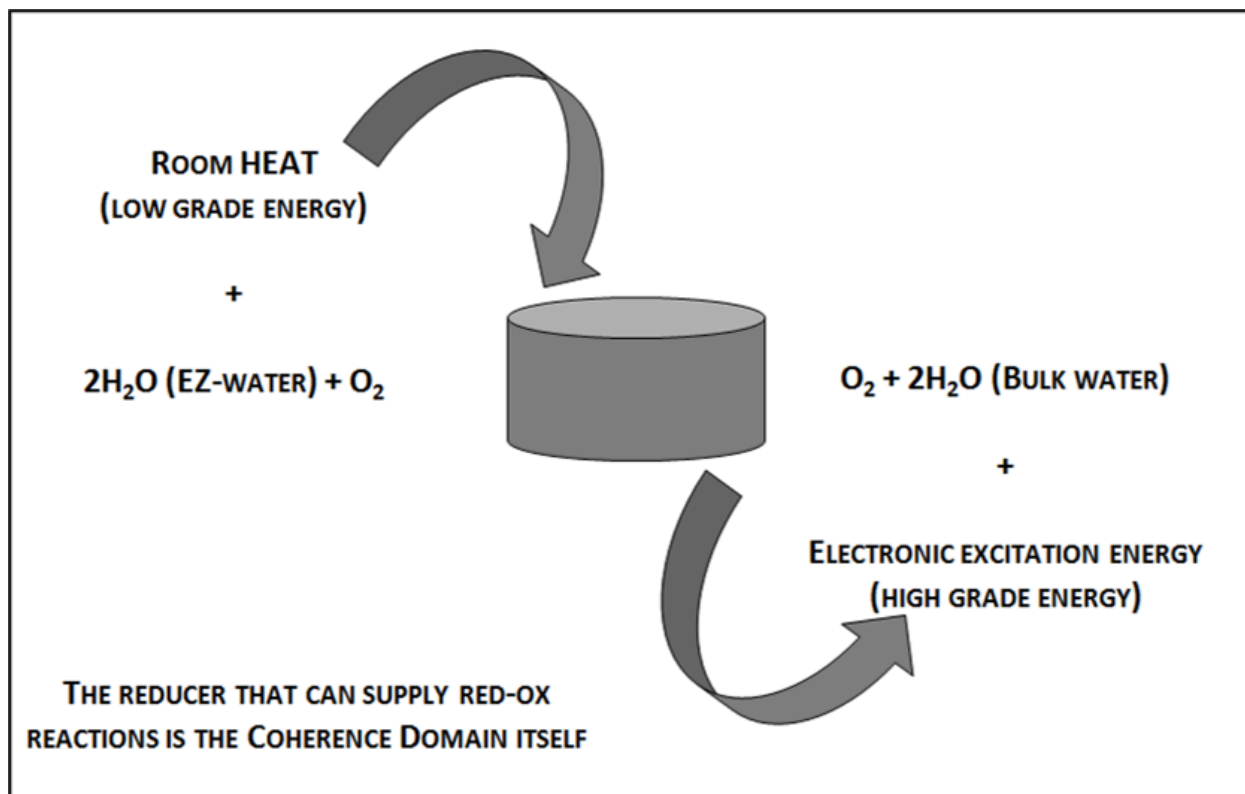 ROOM HEAT
(LOW GRADE ENERGY)
+
2H₂O (EZ-WATER) + O₂
O₂ + 2H₂O (BULK WATER)
+
ELECTRONIC EXCITATION ENERGY
(HIGH GRADE ENERGY)
THE REDUCER THAT CAN SUPPLY RED-OX
REACTIONS IS THE COHERENCE DOMAIN ITSELF